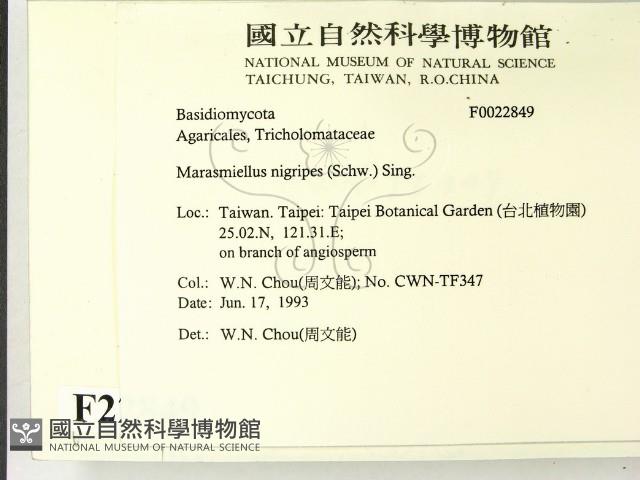 國立自然科學博物館
NATIONAL MUSEUM OF NATURAL SCIENCE
TAICHUNG, TAIWAN, R.O.CHINA
Basidiomycota F0022849
Agaricales, Tricholomataceae
Marasmiellus nigripes (Schw.) Sing.
Loc.: Taiwan. Taipei: Taipei Botanical Garden (台北植物園)
25.02.N, 121.31.E;
on branch of angiosperm
Col.: W.N. Chou(周文能); No. CWN-TF347
Date: Jun. 17, 1993
Det.: W.N. Chou(周文能)
F2
國立自然科學博物館
NATIONAL MUSEUM OF NATURAL SCIENCE